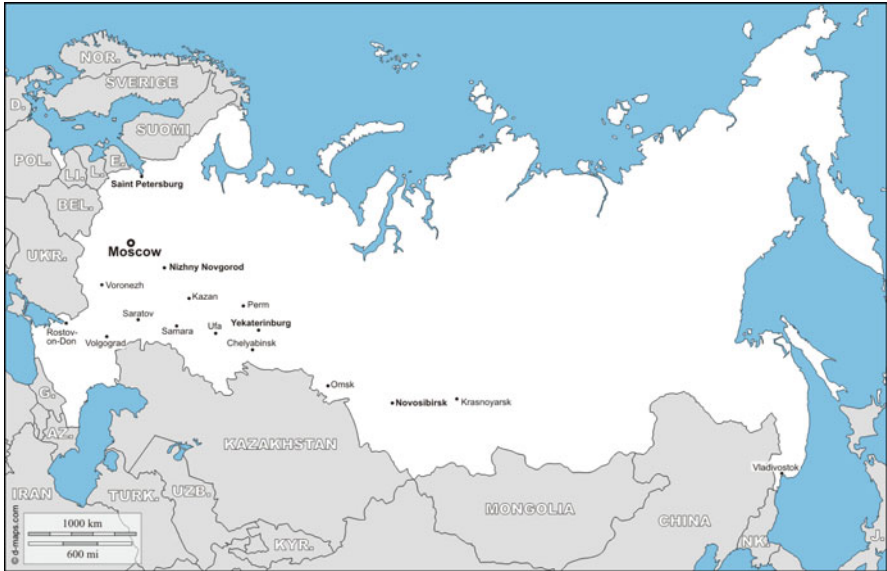 NOR.
SVERIGE
D.
SUOMI
POL.
E.
L.
LI.
Saint Petersburg
BEL.
UKR.
Moscow
Nizhny Novgorod
Voronezh
Kazan
Perm
Saratov
Rostov-
on-Don
Volgograd
Samara
Ufa
Yekaterinburg
Chelyabinsk
Omsk
Novosibirsk
Krasnoyarsk
G.
AZ.
KAZAKHSTAN
Vladivostok
IRAN
TURK.
UZB.
MONGOLIA
CHINA
KYR.
NK.
J.
1000 km
600 mi
© d-maps.com